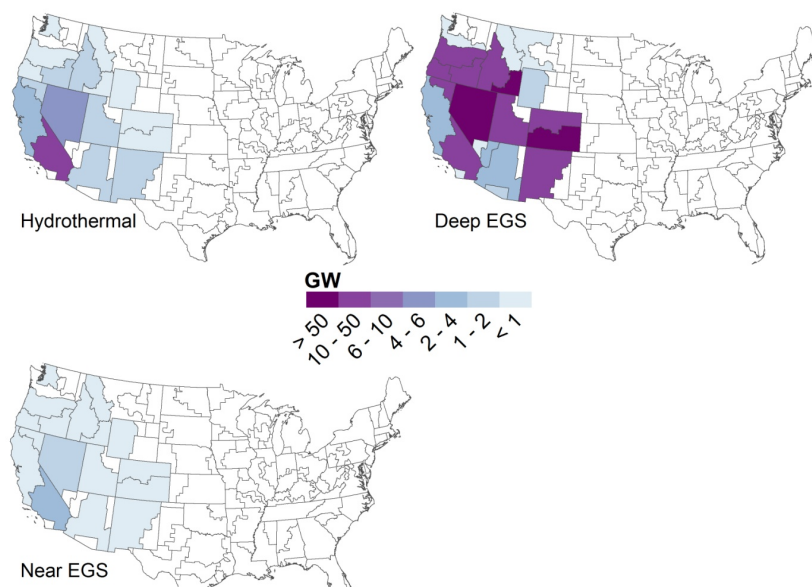 Hydrothermal
Deep EGS
GW
> 50
10 - 50
6 - 10
4 - 6
2 - 4
1 - 2
< 1
Near EGS